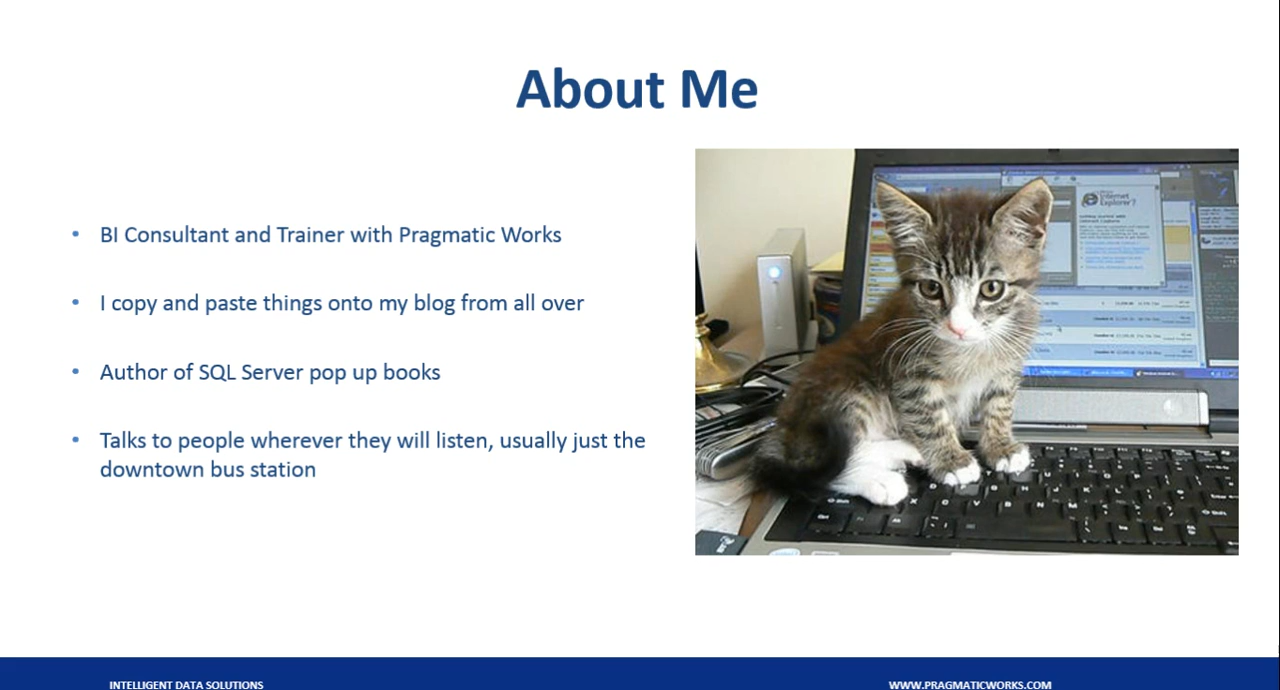 About Me
• BI Consultant and Trainer with Pragmatic Works
• I copy and paste things onto my blog from all over
• Author of SQL Server pop up books
• Talks to people wherever they will listen, usually just the
downtown bus station
Internet
Explorer
INTELLIGENT DATA SOLUTIONS
WWW.PRAGMATICWORKS.COM